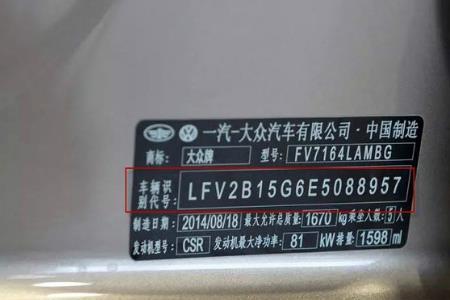 一汽-大众汽车有限公司·中国制造
商标: 大众牌 型号: FV7164LAMBG
车辆识别代号: LFV2B15G6E5088957
制造日期: 2014/08/18 最大允许总质量: 1670 kg 乘坐人数: 5 人
发动机型号: CSR 发动机最大净功率: 81 kW 排量: 1598 ml